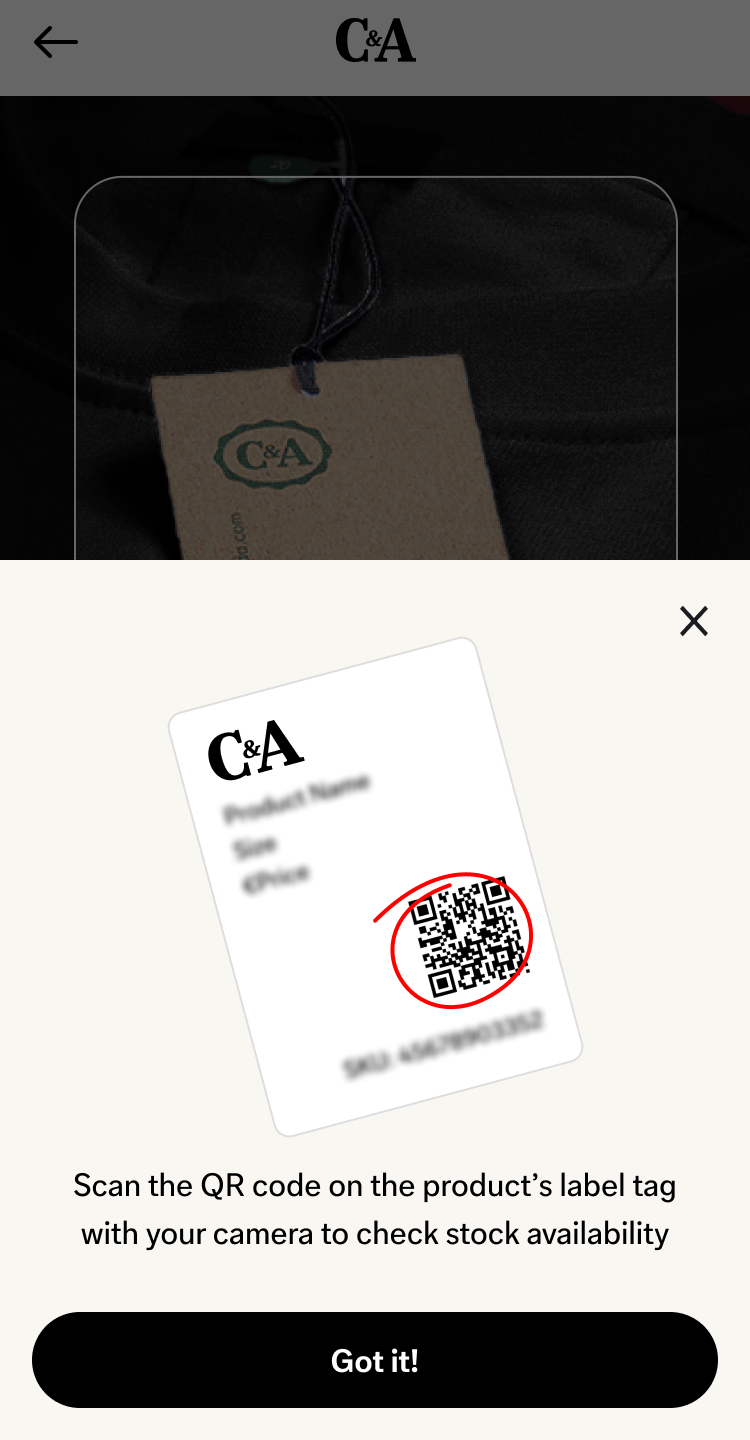 C&A
C&A
C&A
Product Name
Size
€Price
SKU: 45678903352
Scan the QR code on the product’s label tag
with your camera to check stock availability
Got it!